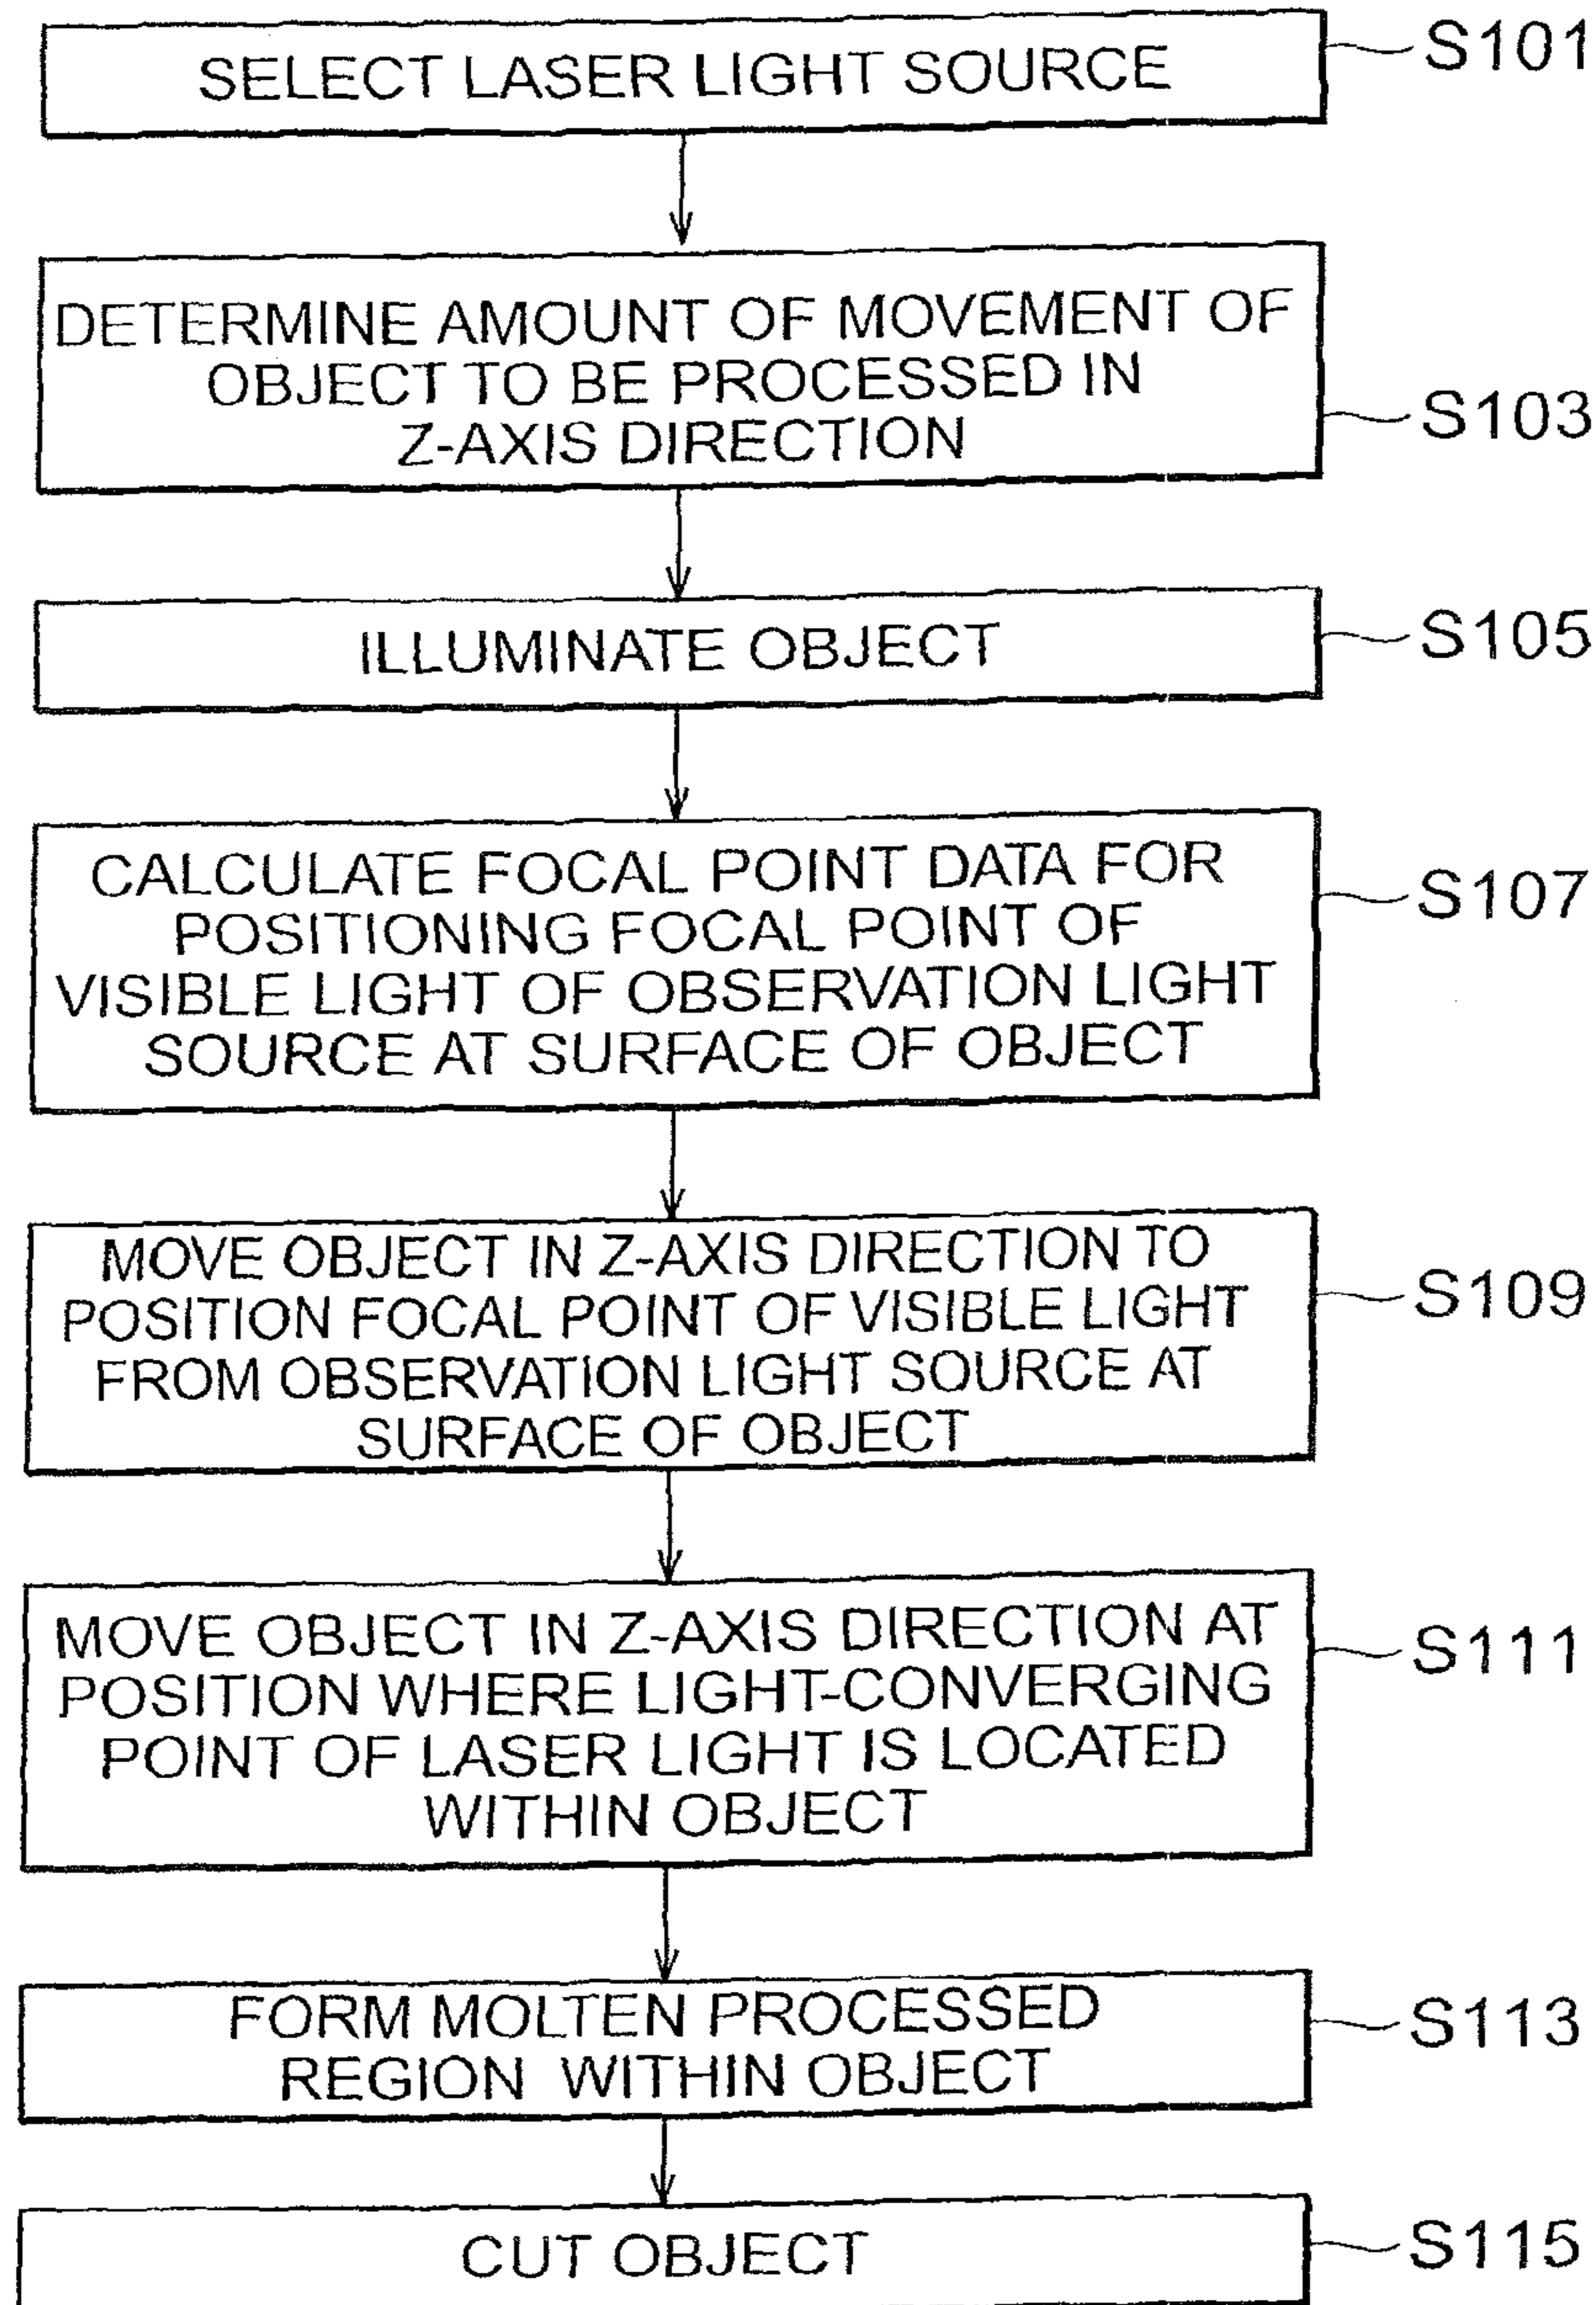 SELECT LASER LIGHT SOURCE
S101
DETERMINE AMOUNT OF MOVEMENT OF
OBJECT TO BE PROCESSED IN
Z-AXIS DIRECTION
S103
ILLUMINATE OBJECT
S105
CALCULATE FOCAL POINT DATA FOR
POSITIONING FOCAL POINT OF
VISIBLE LIGHT OF OBSERVATION LIGHT
SOURCE AT SURFACE OF OBJECT
S107
MOVE OBJECT IN Z-AXIS DIRECTION TO
POSITION FOCAL POINT OF VISIBLE LIGHT
FROM OBSERVATION LIGHT SOURCE AT
SURFACE OF OBJECT
S109
MOVE OBJECT IN Z-AXIS DIRECTION AT
POSITION WHERE LIGHT-CONVERGING
POINT OF LASER LIGHT IS LOCATED
WITHIN OBJECT
S111
FORM MOLTEN PROCESSED
REGION WITHIN OBJECT
S113
CUT OBJECT
S115